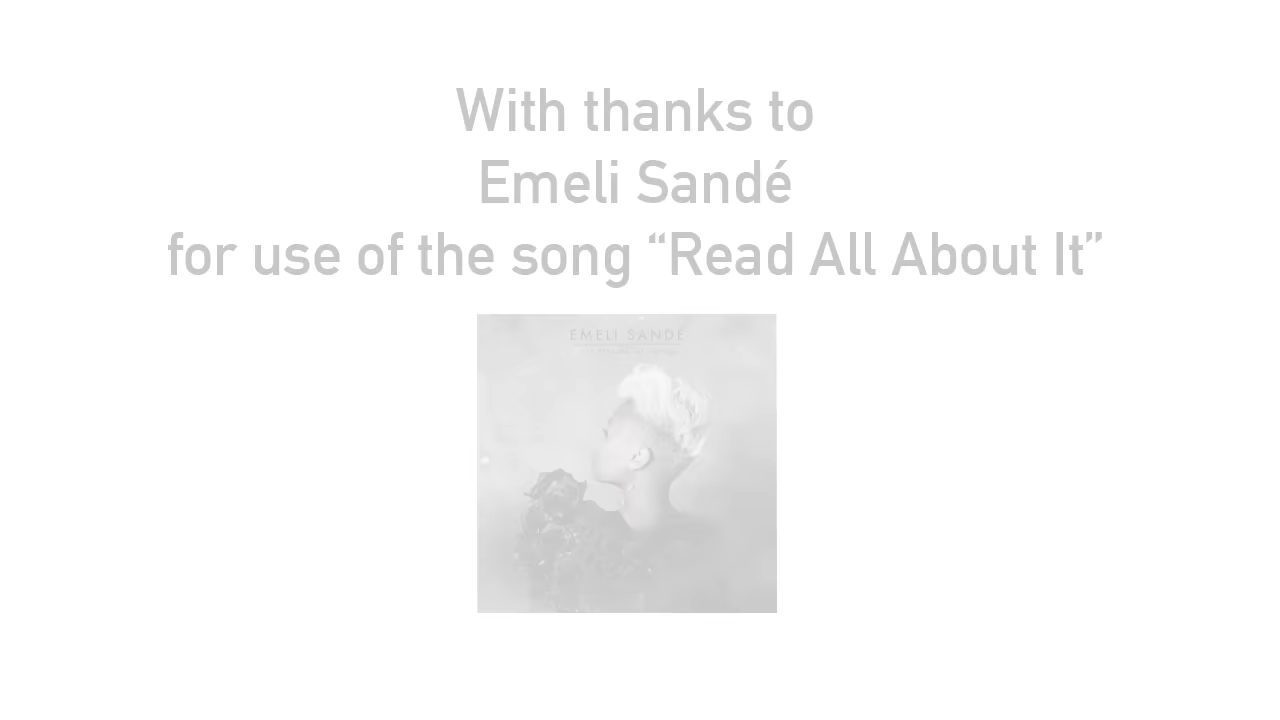 With thanks to
Emeli Sandé
for use of the song “Read All About It”
EMELI SANDÉ